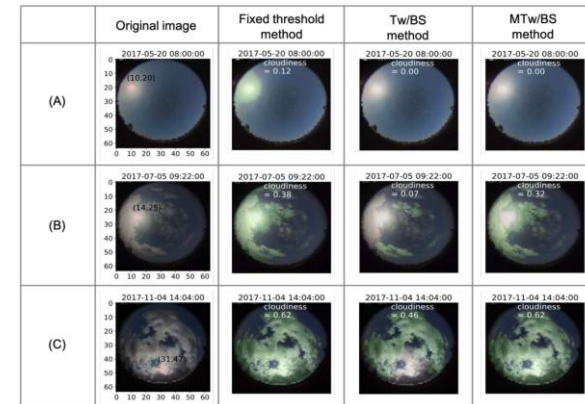 Original image
Fixed threshold
method
Tw/BS
method
MTw/BS
method
(A)
2017-05-20 08:00:00
0
10
20
30
40
50
60
0 10 20 30 40 50 60
(10,20)
2017-05-20 08:00:00
cloudiness
= 0.12
2017-05-20 08:00:00
cloudiness
= 0.00
2017-05-20 08:00:00
cloudiness
= 0.00
(B)
2017-07-05 09:22:00
0
10
20
30
40
50
60
0 10 20 30 40 50 60
(14,25)
2017-07-05 09:22:00
cloudiness
= 0.38
2017-07-05 09:22:00
cloudiness
= 0.07
2017-07-05 09:22:00
cloudiness
= 0.32
(C)
2017-11-04 14:04:00
0
10
20
30
40
50
60
0 10 20 30 40 50 60
(31,47)
2017-11-04 14:04:00
cloudiness
= 0.62
2017-11-04 14:04:00
cloudiness
= 0.46
2017-11-04 14:04:00
cloudiness
= 0.62